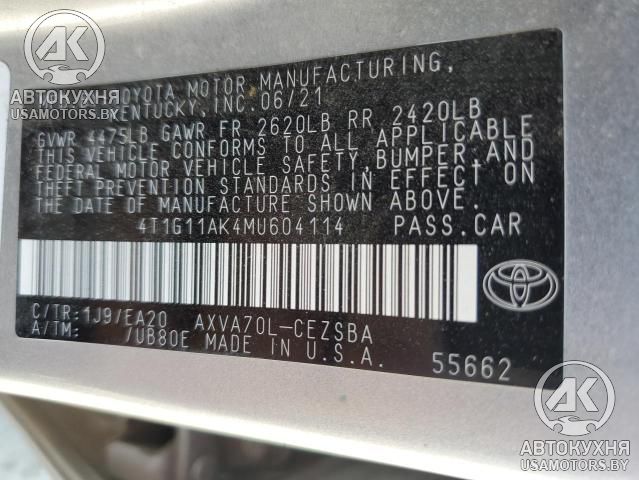 AK
АВТОКУХНЯ
USAMOTORS.BY
TOYOTA MOTOR MANUFACTURING,
KENTUCKY, INC. 06/21
GVWR 4475LB GAWR FR 2620LB RR 2420LB
THIS VEHICLE CONFORMS TO ALL APPLICABLE
FEDERAL MOTOR VEHICLE SAFETY, BUMPER, AND
THEFT PREVENTION STANDARDS IN EFFECT ON
THE DATE OF MANUFACTURE SHOWN ABOVE.
4T1G11AK4MU604114 PASS.CAR
C/TR:1J9/EA20 AXVA70L-CEZSBA
A/TM: /UB80E MADE IN U.S.A.
55662
TOYOTA
AK
АВТОКУХНЯ
USAMOTORS.BY